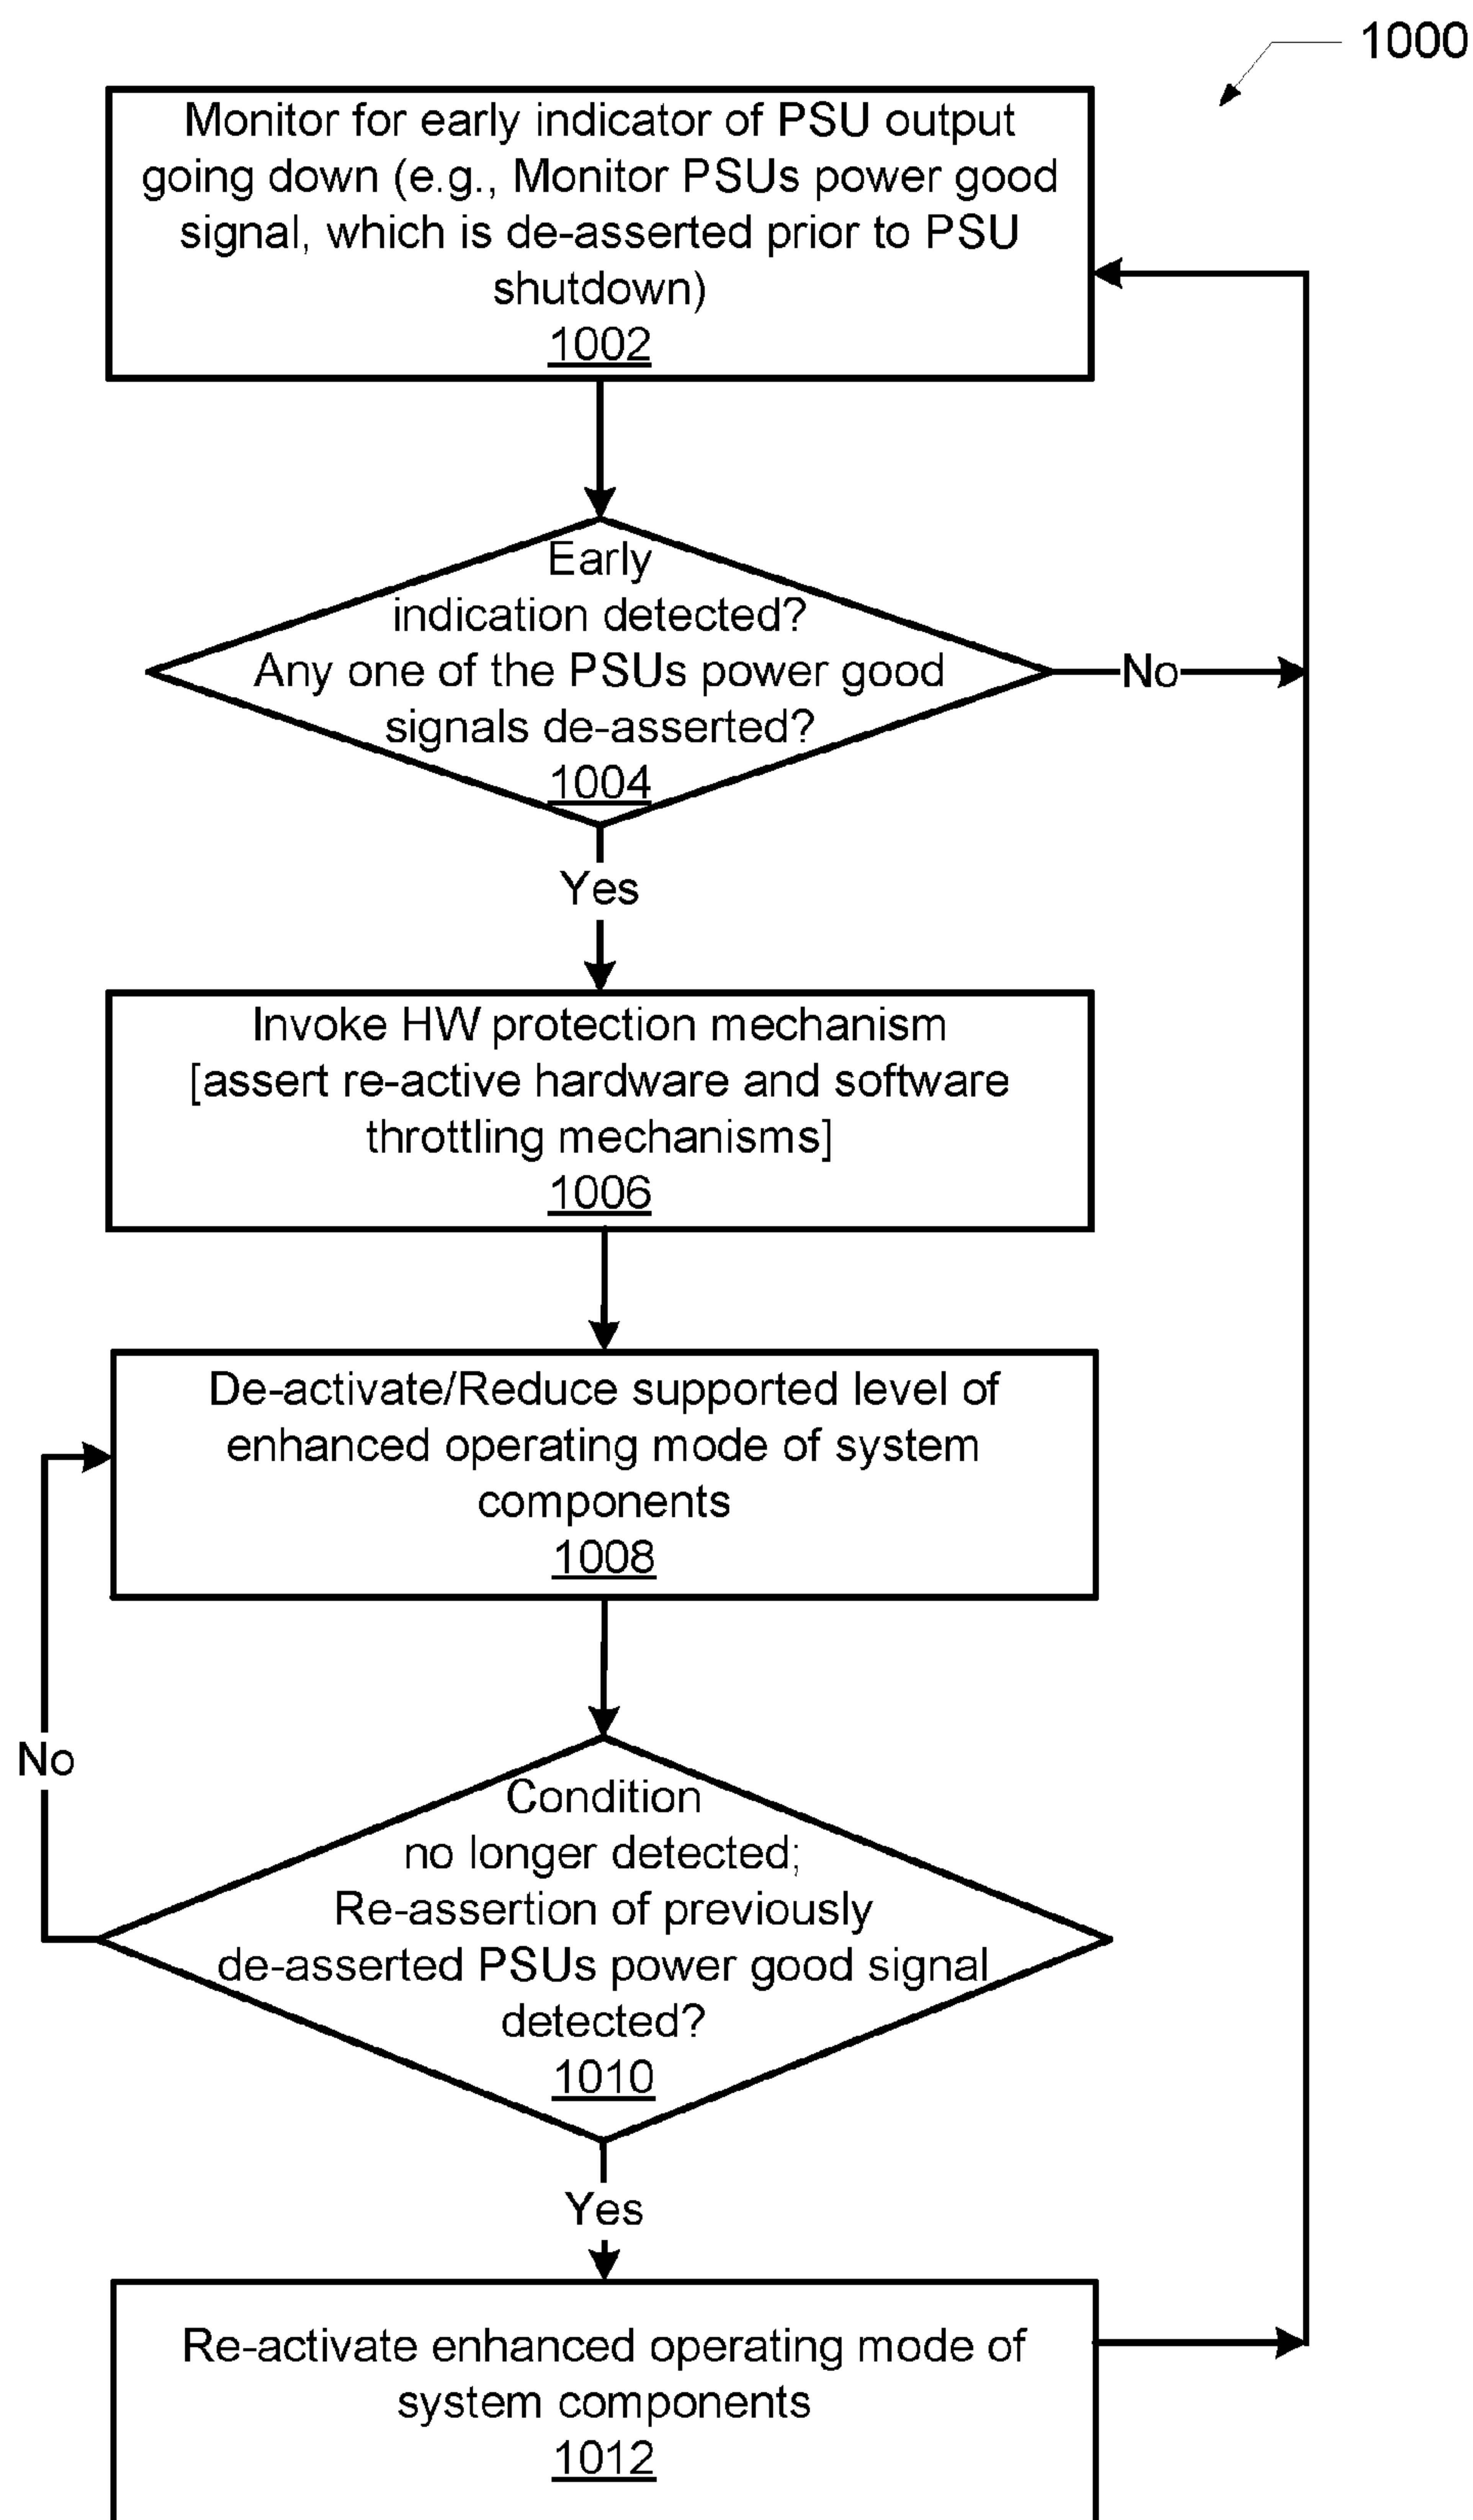 1000
Monitor for early indicator of PSU output
going down (e.g., Monitor PSUs power good
signal, which is de-asserted prior to PSU
shutdown)
1002
Early
indication detected?
Any one of the PSUs power good
signals de-asserted?
1004
No
Yes
Invoke HW protection mechanism
[assert re-active hardware and software
throttling mechanisms]
1006
De-activate/Reduce supported level of
enhanced operating mode of system
components
1008
No
Condition
no longer detected;
Re-assertion of previously
de-asserted PSUs power good signal
detected?
1010
Yes
Re-activate enhanced operating mode of
system components
1012